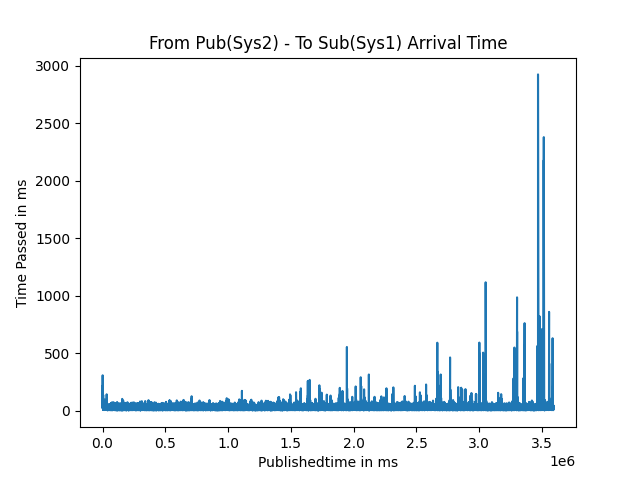 From Pub(Sys2) - To Sub(Sys1) Arrival Time
3000
2500
2000
1500
1000
500
0
Time Passed in ms
0.0 0.5 1.0 1.5 2.0 2.5 3.0 3.5
1e6
Publishedtime in ms